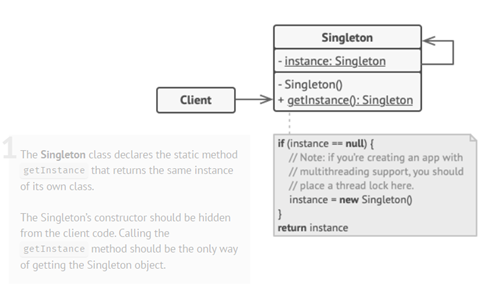 Singleton
- instance: Singleton
- Singleton()
+ getInstance(): Singleton
Client
if (instance == null) {
// Note: if you're creating an app with
// multithreading support, you should
// place a thread lock here.
instance = new Singleton()
}
return instance
1
The Singleton class declares the static method
getInstance that returns the same instance
of its own class.
The Singleton's constructor should be hidden
from the client code. Calling the
getInstance method should be the only way
of getting the Singleton object.